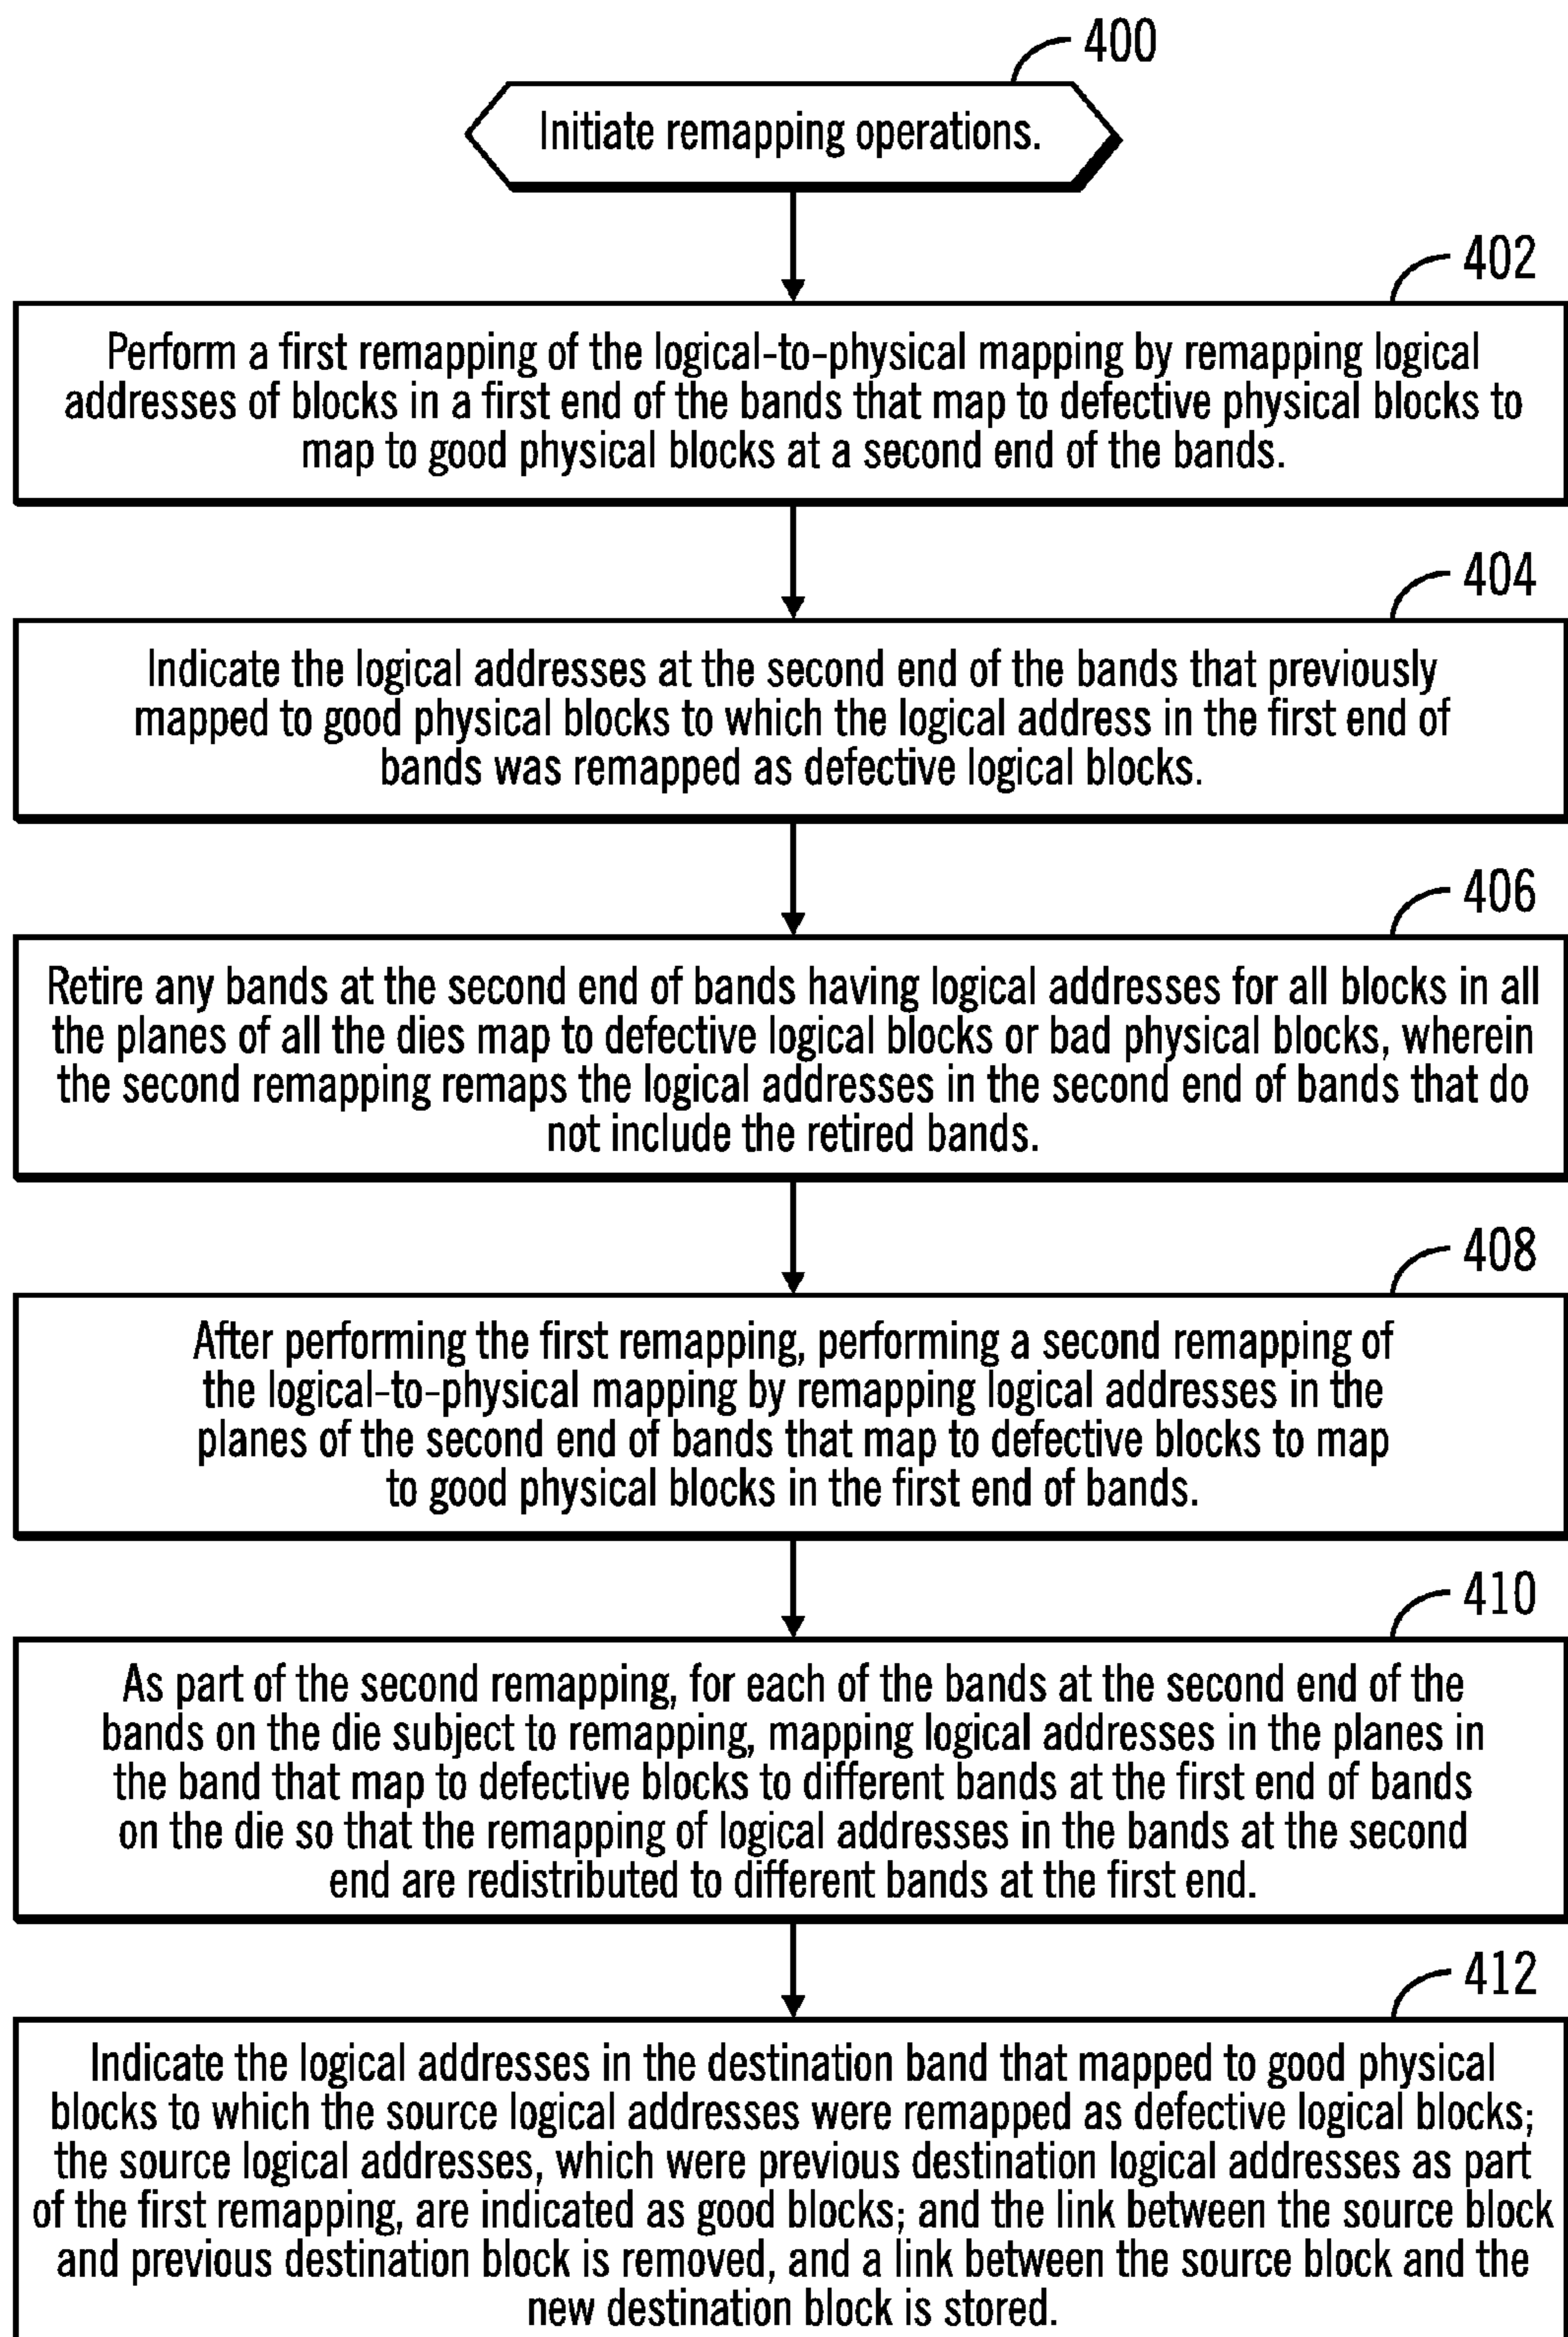 400
Initiate remapping operations.
402
Perform a first remapping of the logical-to-physical mapping by remapping logical
addresses of blocks in a first end of the bands that map to defective physical blocks to
map to good physical blocks at a second end of the bands.
404
Indicate the logical addresses at the second end of the bands that previously
mapped to good physical blocks to which the logical address in the first end of
bands was remapped as defective logical blocks.
406
Retire any bands at the second end of bands having logical addresses for all blocks in all
the planes of all the dies map to defective logical blocks or bad physical blocks, wherein
the second remapping remaps the logical addresses in the second end of bands that do
not include the retired bands.
408
After performing the first remapping, performing a second remapping of
the logical-to-physical mapping by remapping logical addresses in the
planes of the second end of bands that map to defective blocks to map
to good physical blocks in the first end of bands.
410
As part of the second remapping, for each of the bands at the second end of the
bands on the die subject to remapping, mapping logical addresses in the planes in
the band that map to defective blocks to different bands at the first end of bands
on the die so that the remapping of logical addresses in the bands at the second
end are redistributed to different bands at the first end.
412
Indicate the logical addresses in the destination band that mapped to good physical
blocks to which the source logical addresses were remapped as defective logical blocks;
the source logical addresses, which were previous destination logical addresses as part
of the first remapping, are indicated as good blocks; and the link between the source block
and previous destination block is removed, and a link between the source block and the
new destination block is stored.